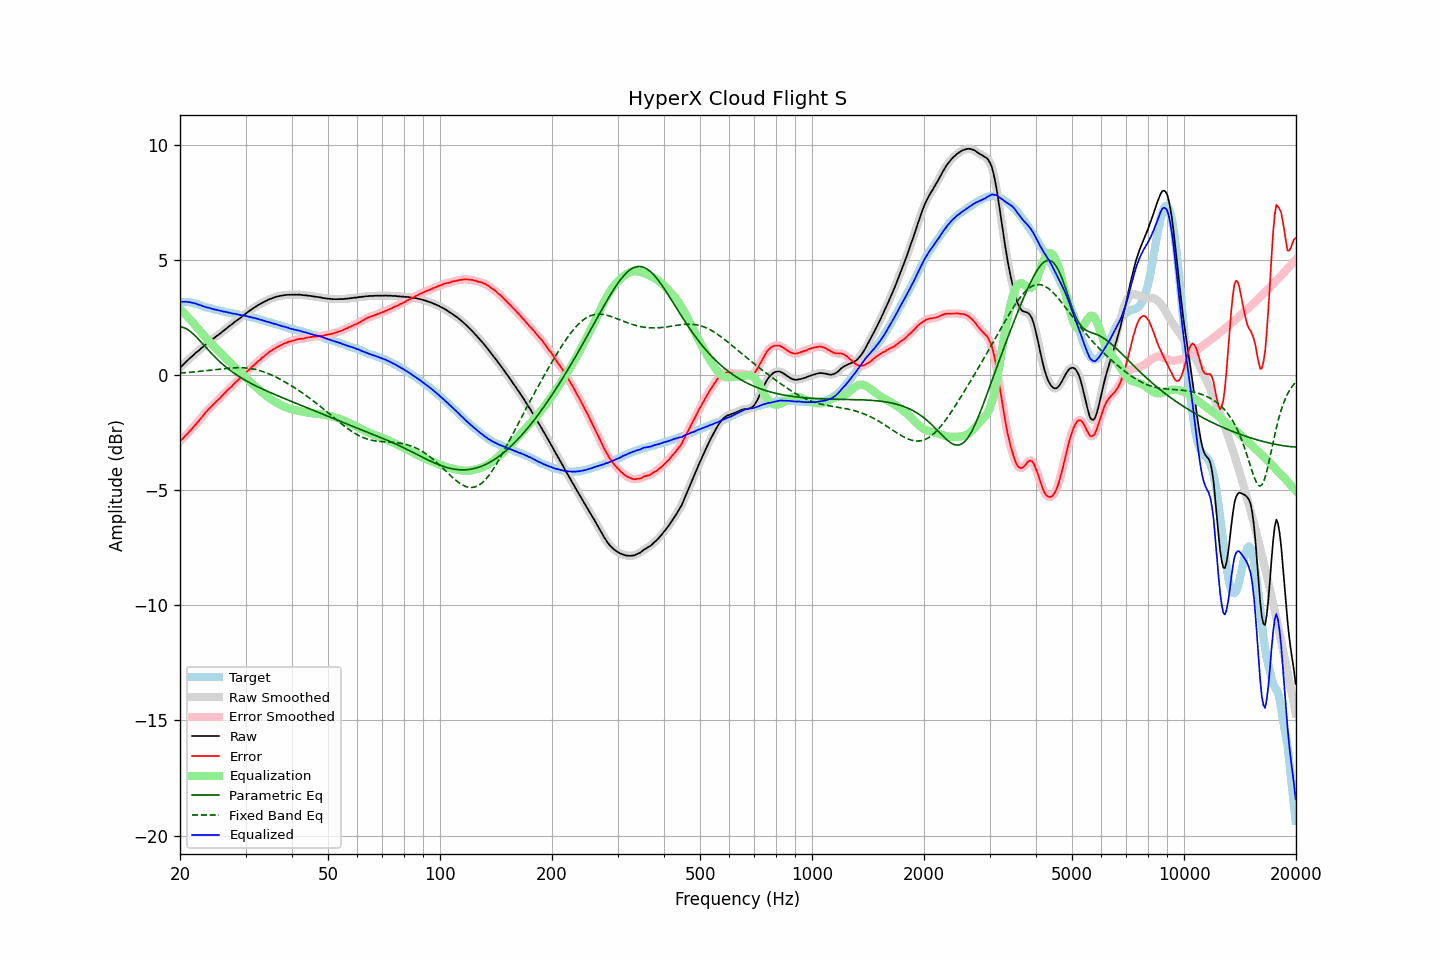 HyperX Cloud Flight S
Amplitude (dBr)
10
5
0
−5
−10
−15
−20
Target
Raw Smoothed
Error Smoothed
Raw
Error
Equalization
Parametric Eq
Fixed Band Eq
Equalized
20 50 100 200 500 1000 2000 5000 10000 20000
Frequency (Hz)